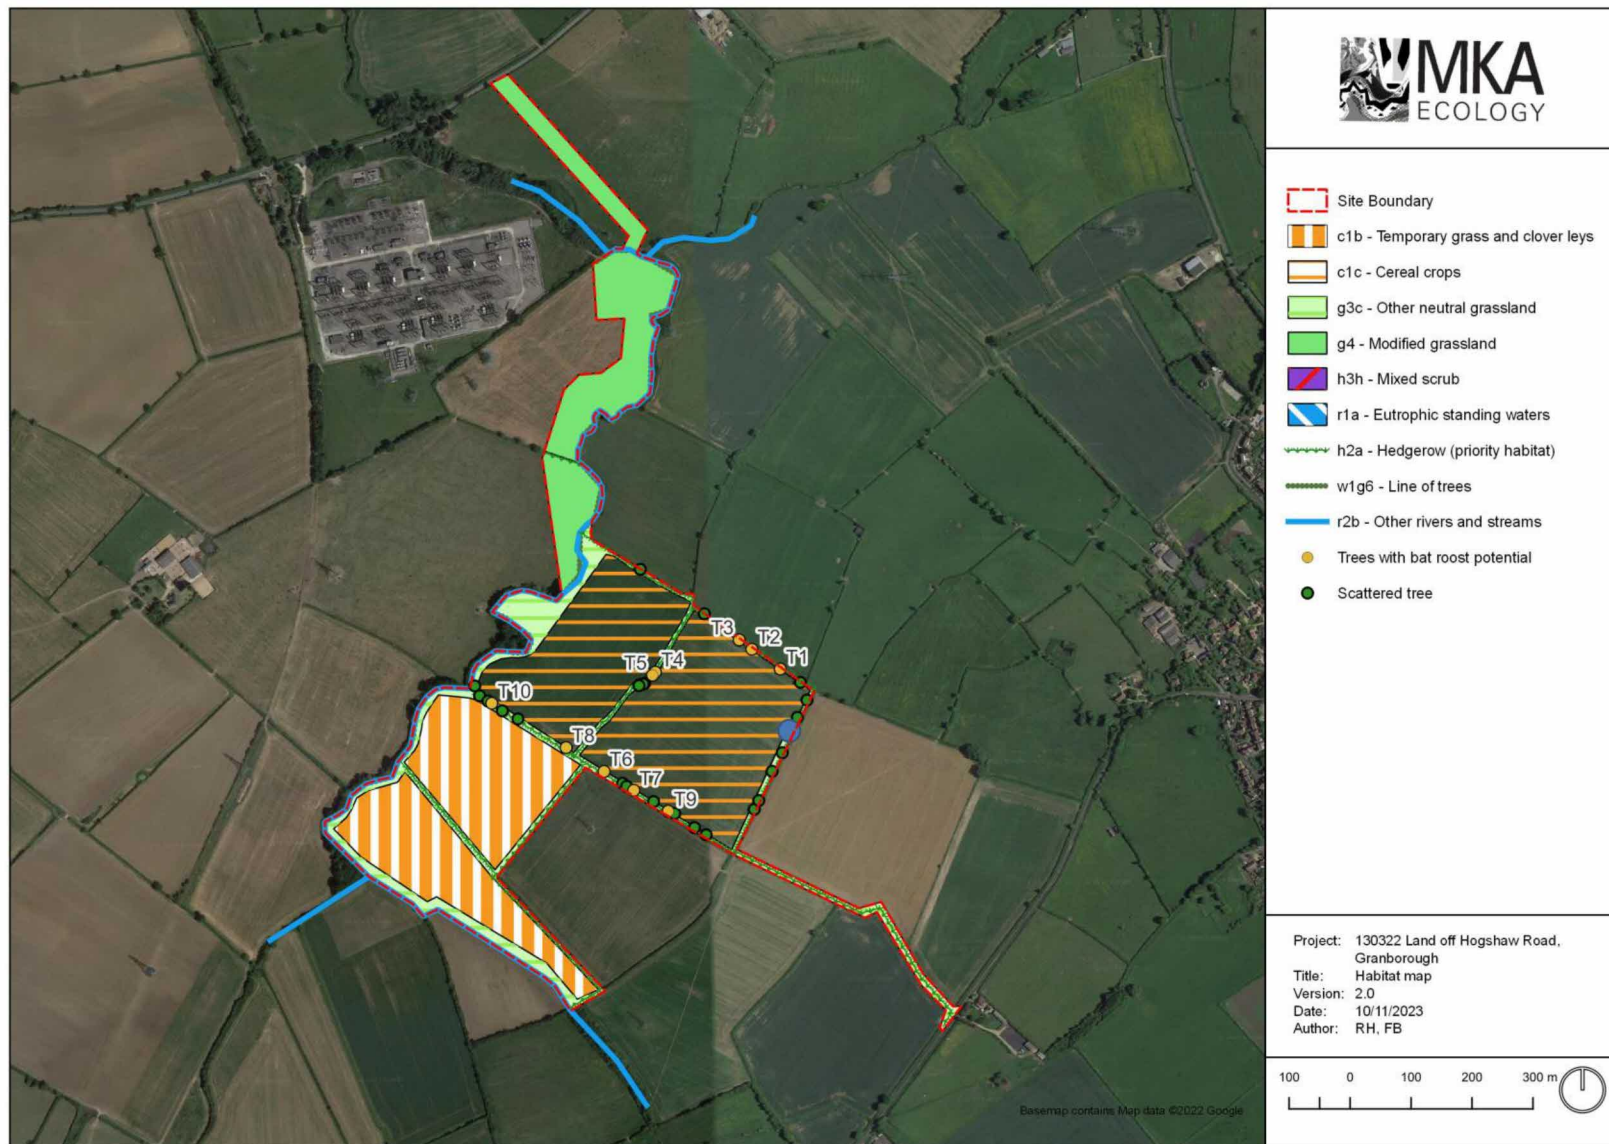 MKA
ECOLOGY
Site Boundary
c1b - Temporary grass and clover leys
c1c - Cereal crops
g3c - Other neutral grassland
g4 - Modified grassland
h3h - Mixed scrub
r1a - Eutrophic standing waters
h2a - Hedgerow (priority habitat)
w1g6 - Line of trees
r2b - Other rivers and streams
Trees with bat roost potential
Scattered tree
T3
T2
T1
T5
T4
T10
T8
T6
T7
T9
Project: 130322 Land off Hogshaw Road,
Granborough
Title: Habitat map
Version: 2.0
Date: 10/11/2023
Author: RH, FB
100 0 100 200 300 m
Basemap contains Map data ©2022 Google